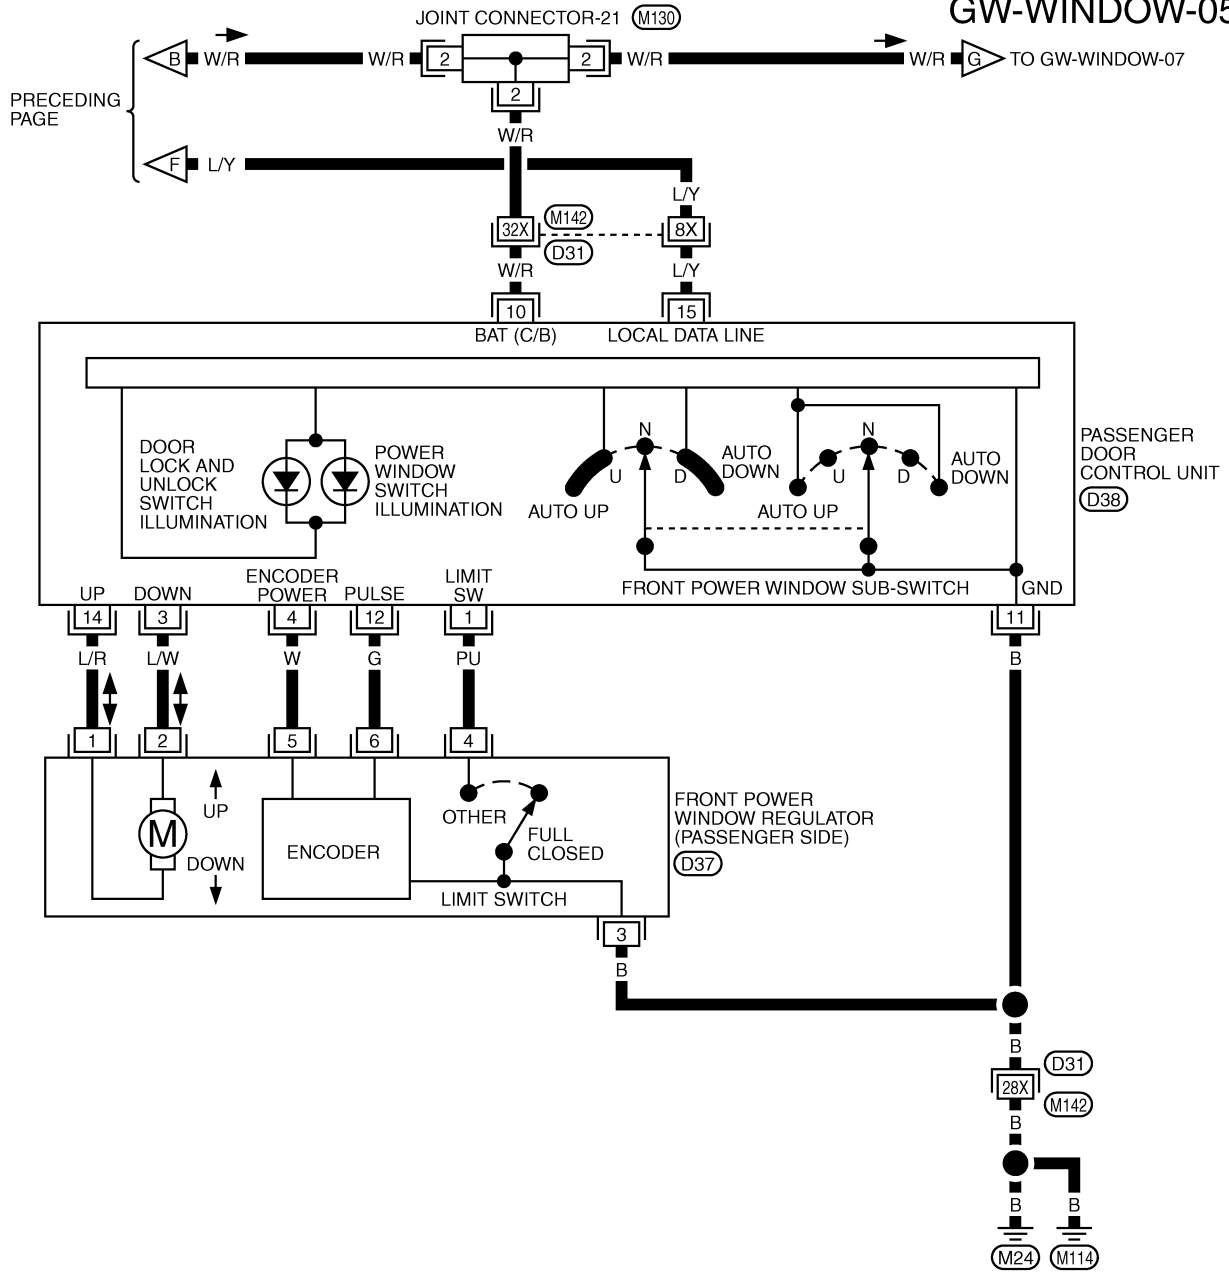 GW-WINDOW-05
JOINT CONNECTOR-21 M130
B W/R W/R 2 2 W/R W/R G TO GW-WINDOW-07
2
PRECEDING
PAGE
W/R
F L/Y
L/Y
32X M142 8X
D31
W/R L/Y
10 15
BAT (C/B) LOCAL DATA LINE
DOOR
LOCK AND
UNLOCK
SWITCH
ILLUMINATION
POWER
WINDOW
SWITCH
ILLUMINATION
N
U D
AUTO
DOWN
AUTO UP
N
U D
AUTO
DOWN
AUTO UP
PASSENGER
DOOR
CONTROL UNIT
D38
FRONT POWER WINDOW SUB-SWITCH
GND
UP DOWN
ENCODER
POWER
PULSE
LIMIT
SW
14 3 4 12 1 11
L/R L/W W G PU B
1 2 5 6 4
M
UP
DOWN
ENCODER
OTHER
FULL
CLOSED
LIMIT SWITCH
FRONT POWER
WINDOW REGULATOR
(PASSENGER SIDE)
D37
3
B
B
D31
28X
M142
B
B B
M24 M114